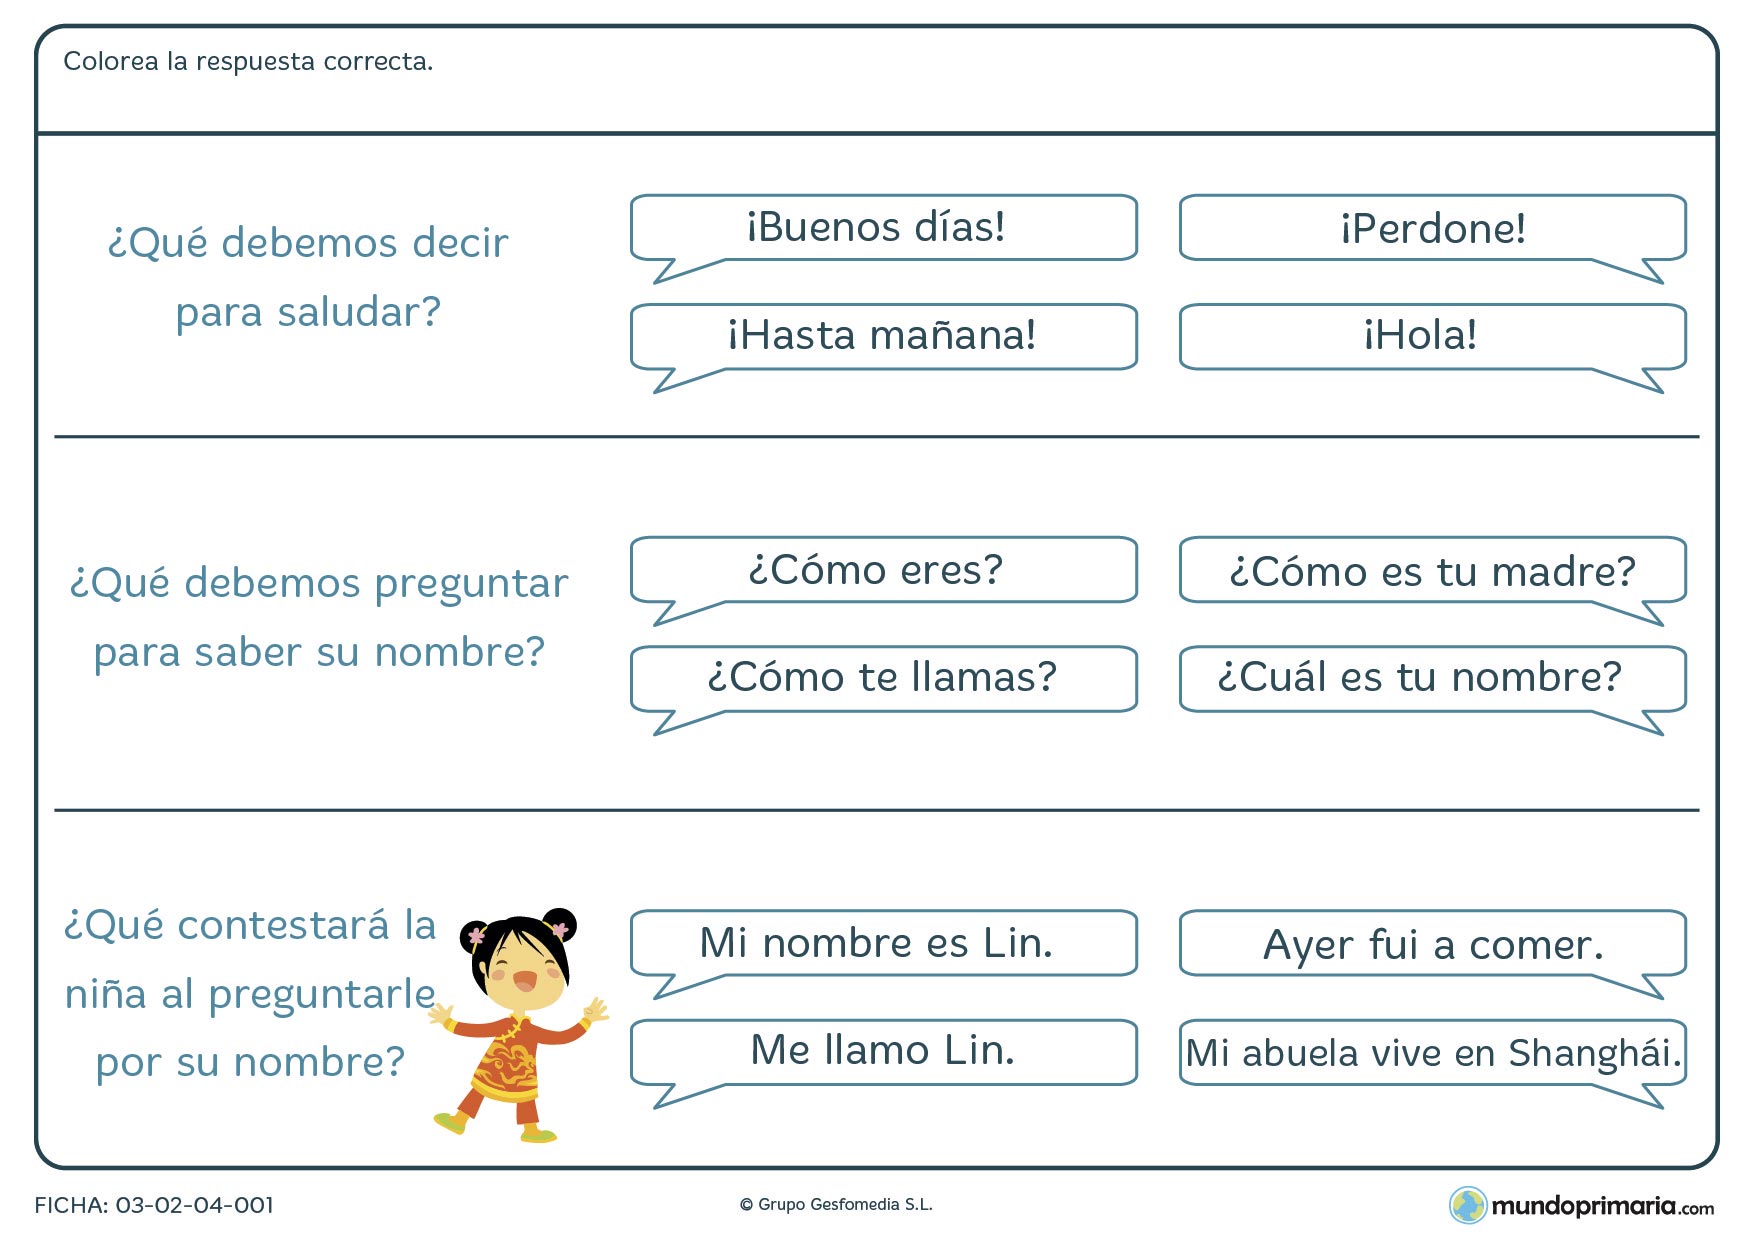 Colorea la respuesta correcta.
¿Qué debemos decir
para saludar?
¡Buenos días!
¡Perdone!
¡Hasta mañana!
¡Hola!
¿Qué debemos preguntar
para saber su nombre?
¿Cómo eres?
¿Cómo es tu madre?
¿Cómo te llamas?
¿Cuál es tu nombre?
¿Qué contestará la
niña al preguntarle
por su nombre?
Mi nombre es Lin.
Ayer fui a comer.
Me llamo Lin.
Mi abuela vive en Shanghái.
FICHA: 03-02-04-001
© Grupo Gesfomedia S.L.
mundoprimaria.com